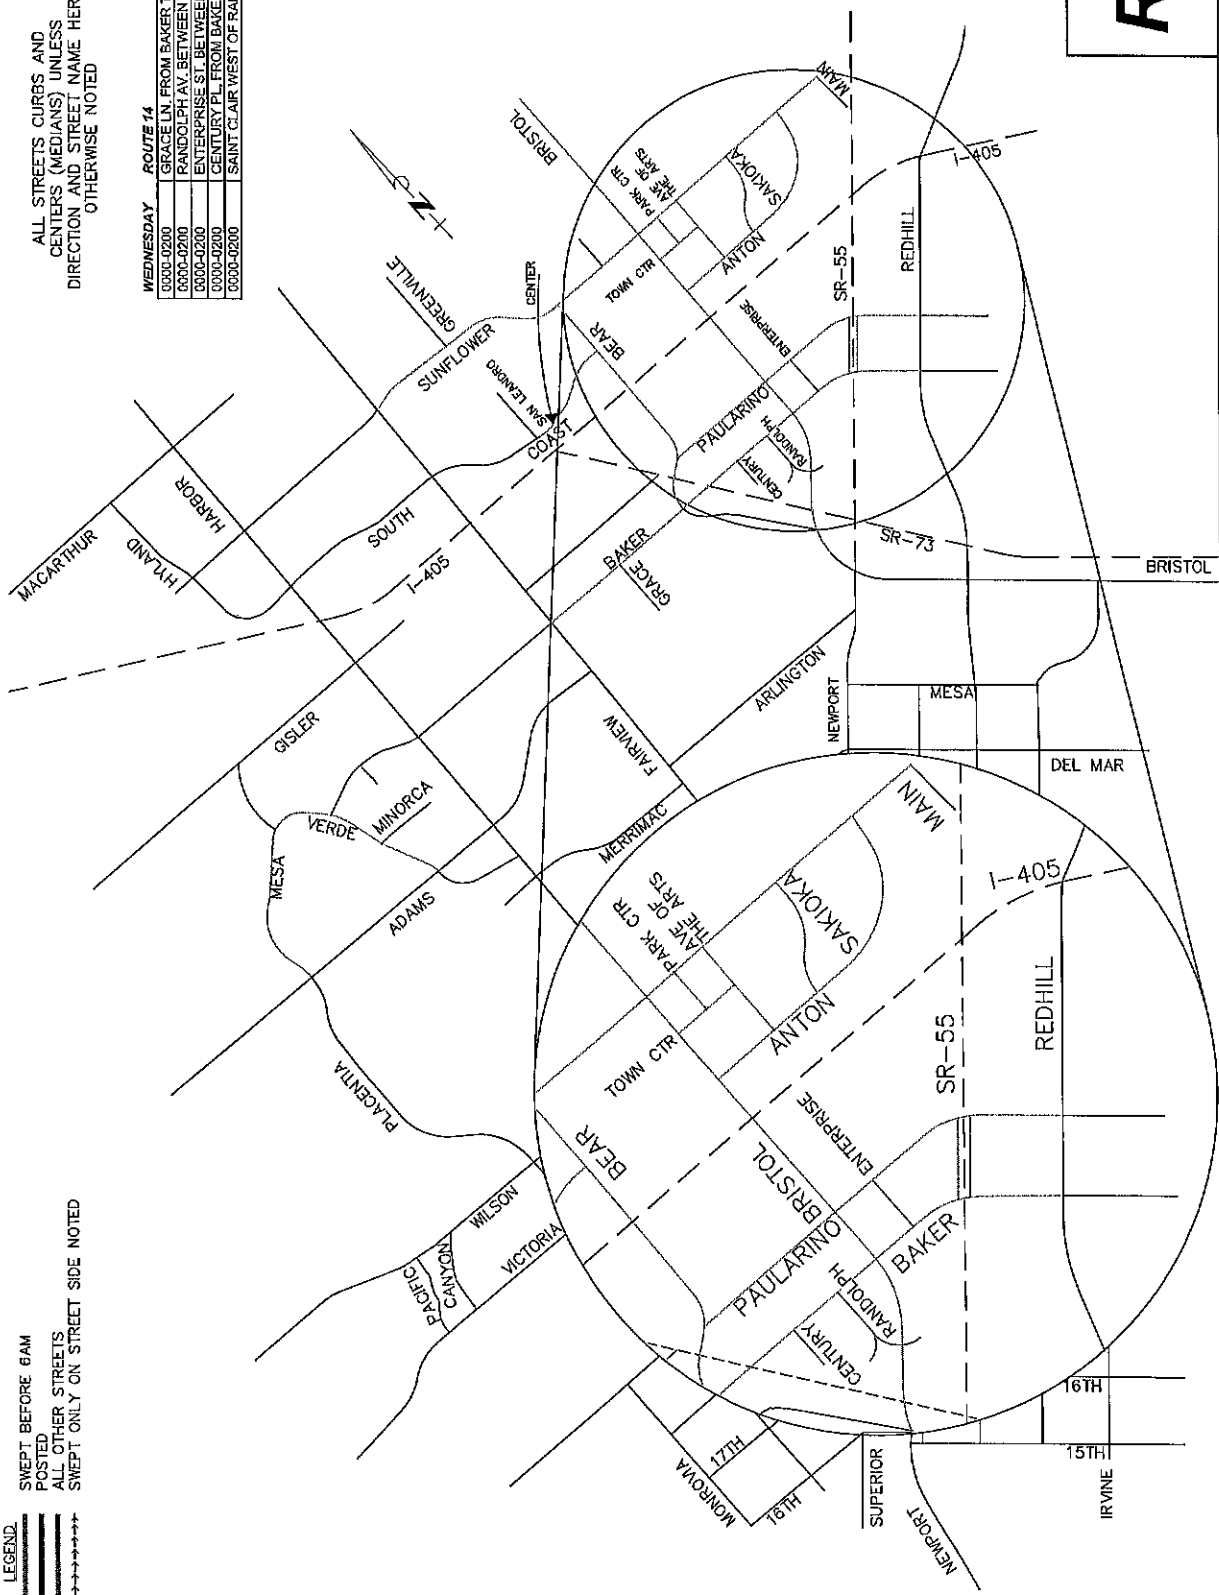 ALL STREETS CURBS AND
CENTERS (MEDIANS) UNLESS
DIRECTION AND STREET NAME HER
OTHERWISE NOTED
WEDNESDAY ROUTE 14
0000-0200 GRACE LN. FROM BAKER
0000-0200 RANDOLPH AV. BETWEEN
0000-0200 ENTERPRISE ST. BETWEE
0000-0200 CENTURY PL. FROM BAKE
0000-0200 SAINT CLAIR WEST OF RA
LEGEND
SWEPT BEFORE 6AM
POSTED
ALL OTHER STREETS
SWEPT ONLY ON STREET SIDE NOTED
R
N
MACARTHUR
HYLAND
HARBOR
SOUTH
I-405
COAST
SAN LEANDRO
SUNFLOWER
GREENVILLE
CENTER
BRISTOL
PARK CTR
AVE OF
THE ARTS
MAIN
SAKIOKA
ANTON
TOWN CTR
BEAR
ENTERPRISE
PAULARINO
RANDOLPH
CENTURY
SR-55
REDHILL
I-405
SR-73
BRISTOL
BAKER
GRACE
GISLER
FAIRVIEW
ARLINGTON
NEWPORT
MESA
DEL MAR
MESA
VERDE
MINORCA
ADAMS
MERRIMAC
PLACENTIA
WILSON
VICTORIA
PACIFIC
CANYON
PARK CTR
AVE OF
THE ARTS
MAIN
SAKIOKA
ANTON
TOWN CTR
BEAR
BRISTOL
ENTERPRISE
PAULARINO
BAKER
RANDOLPH
CENTURY
I-405
SR-55
REDHILL
MONROVIA
17TH
16TH
SUPERIOR
NEWPORT
16TH
15TH
IRVINE